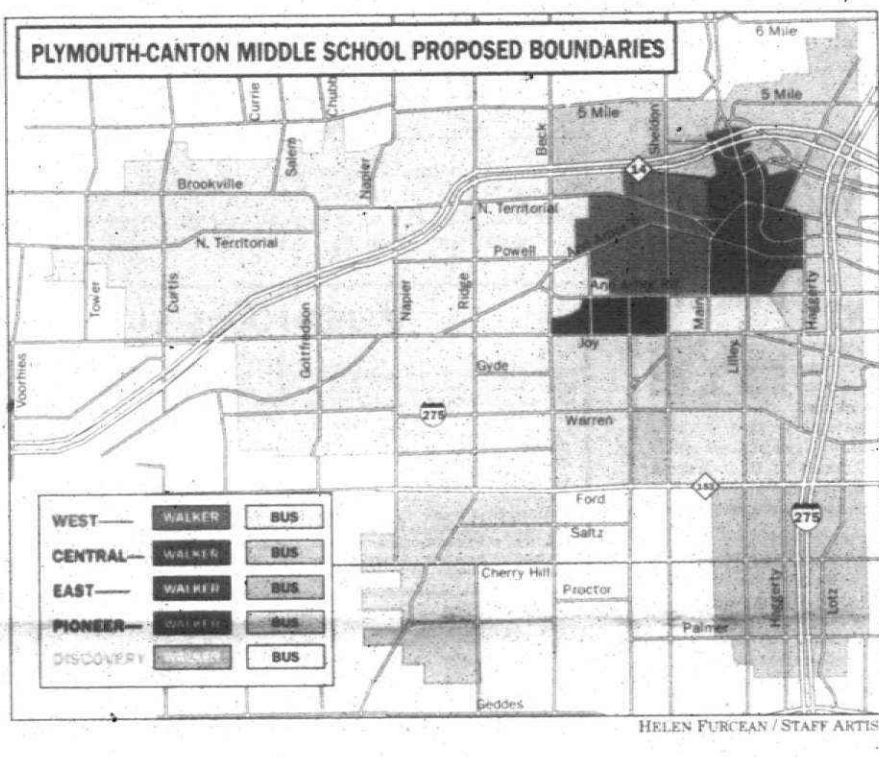 PLYMOUTH-CANTON MIDDLE SCHOOL PROPOSED BOUNDARIES
6 Mile
5 Mile
5 Mile
Currie
Chubb
Salem
Napier
Beck
Sheldon
14
Brookville
N. Territorial
N. Territorial
Powell
Ann Arbor Rd
Tower
Curtis
Gottfredson
Napier
Ridge
Main
Haggerty
Voorhies
Joy
Lilley
Gyde
275
Warren
153
Ford
Saltz
275
Cherry Hill
Proctor
Haggerty
Lotz
Palmer
Geddes
WEST— WALKER BUS
CENTRAL— WALKER BUS
EAST— WALKER BUS
PIONEER— WALKER BUS
DISCOVERY WALKER BUS
HELEN FURCEAN / STAFF ARTIS